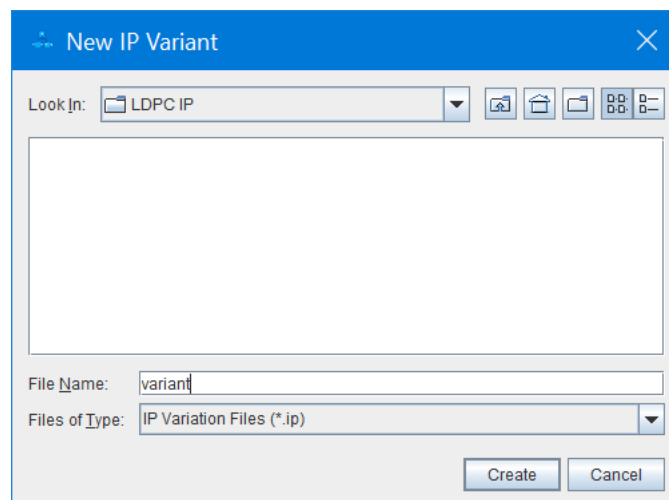 New IP Variant
Look In: LDPC IP
File Name: variant
Files of Type: IP Variation Files (*.ip)
Create Cancel